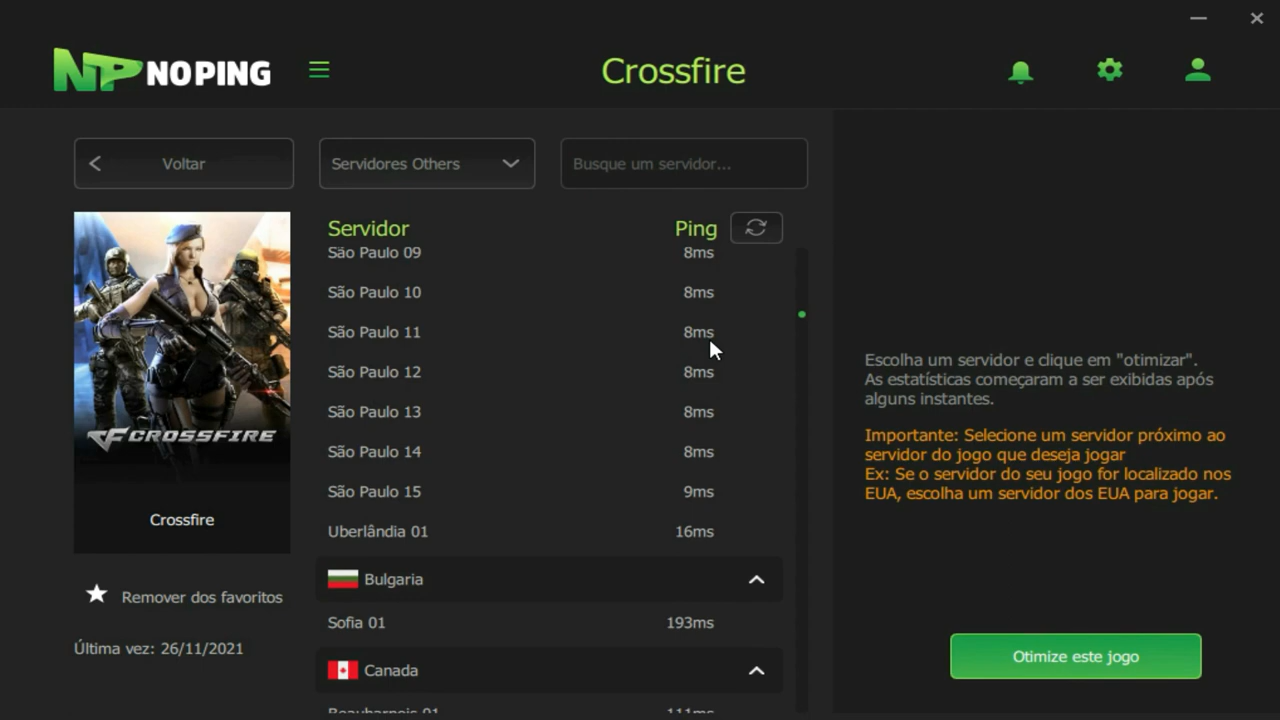 NP NOPING
Crossfire
Voltar
Servidores Others
Busque um servidor...
Servidor Ping
São Paulo 09 8ms
São Paulo 10 8ms
São Paulo 11 8ms
São Paulo 12 8ms
São Paulo 13 8ms
São Paulo 14 8ms
São Paulo 15 9ms
Uberlândia 01 16ms
Bulgaria
Sofia 01 193ms
Canada
Beauharnois 01 111ms
CF CROSSFIRE
Crossfire
Remover dos favoritos
Última vez: 26/11/2021
Escolha um servidor e clique em "otimizar".
As estatísticas começaram a ser exibidas após
alguns instantes.
Importante: Selecione um servidor próximo ao
servidor do jogo que deseja jogar
Ex: Se o servidor do seu jogo for localizado nos
EUA, escolha um servidor dos EUA para jogar.
Otimize este jogo